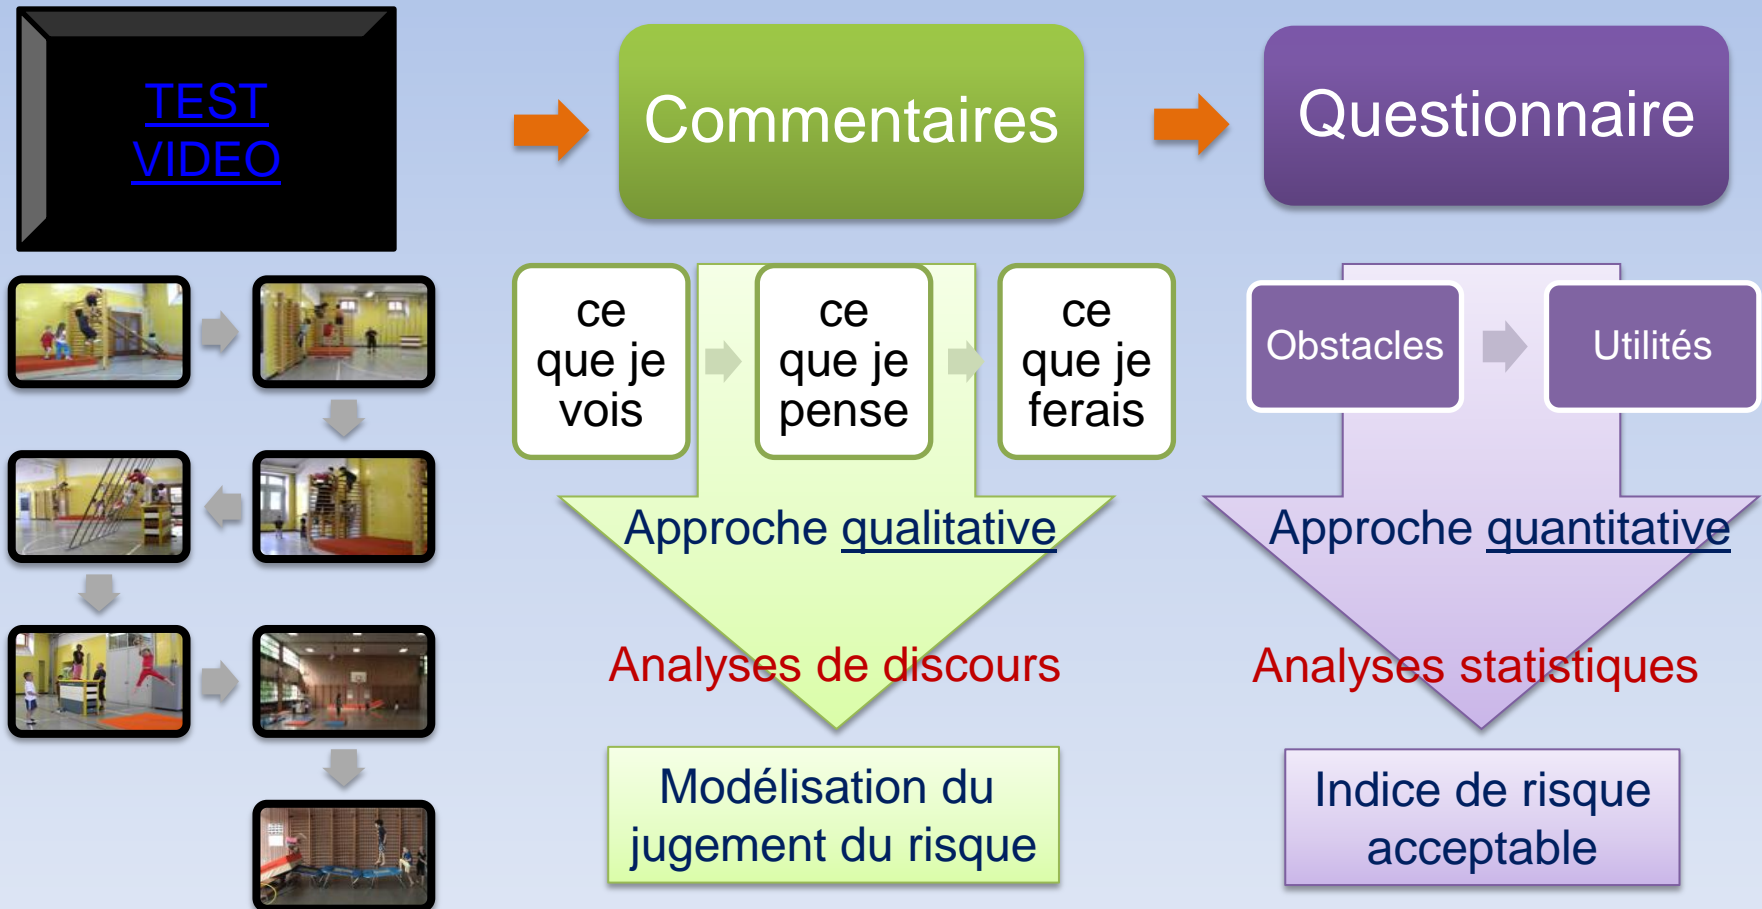 TEST
VIDEO
Commentaires
Questionnaire
ce
que je
vois
ce
que je
pense
ce
que je
ferais
Obstacles
Utilités
Approche qualitative
Approche quantitative
Analyses de discours
Analyses statistiques
Modélisation du
jugement du risque
Indice de risque
acceptable